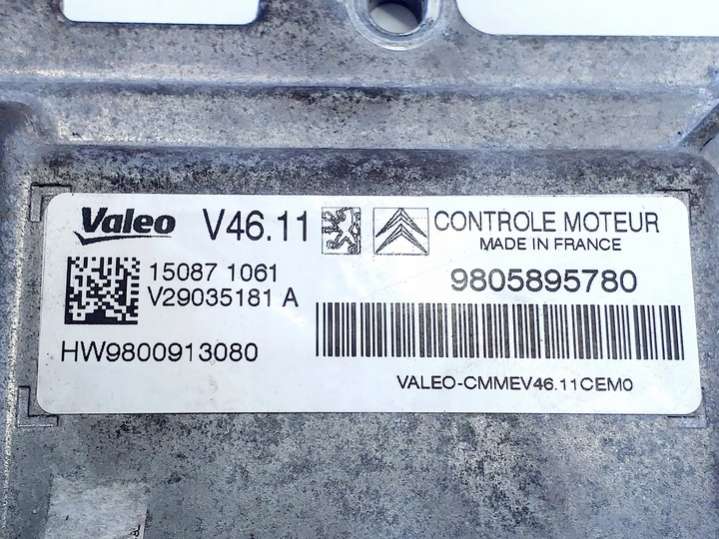 Valeo V46.11 CONTROLE MOTEUR
MADE IN FRANCE
15087 1061
V29035181 A
9805895780
HW9800913080
VALEO-CMMEV46.11CEM0